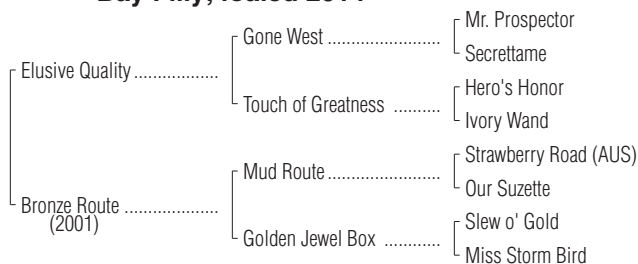 Bay Filly, foaled
Mr. Prospector
Gone West
Secrettame
Elusive Quality
Hero's Honor
Touch of Greatness
Ivory Wand
Strawberry Road (AUS)
Mud Route
Our Suzette
Bronze Route
(2001)
Slew o' Gold
Golden Jewel Box
Miss Storm Bird